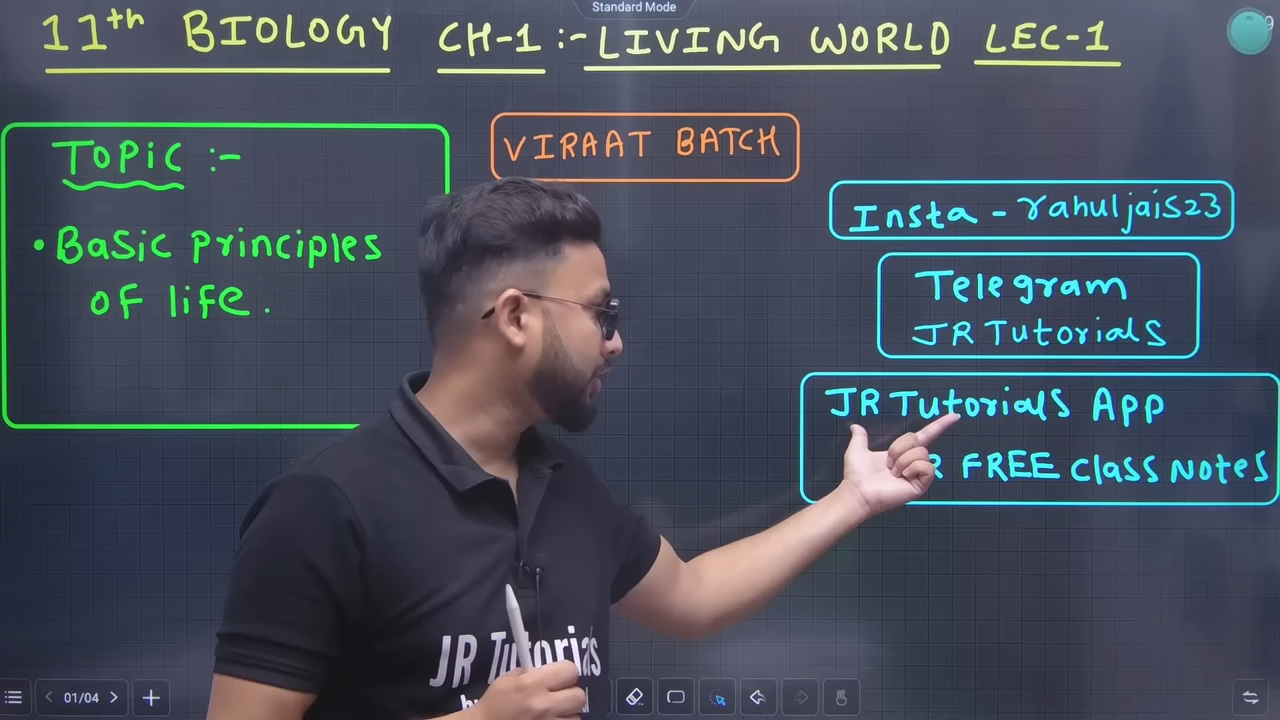 Standard Mode
11th BIOLOGY CH-1 :- LIVING WORLD LEC-1
TOPiC :-
• Basic principles
of life.
VIRAAT BATCH
Insta - rahuljais23
Telegram
JR Tutorials
JR Tutorials App
FREE Class Notes
JR Tutorials
01/04